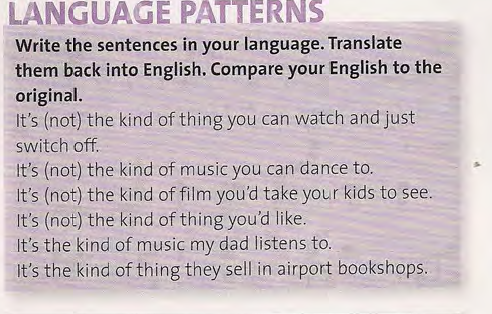 LANGUAGE PATTERNS
Write the sentences in your language. Translate
them back into English. Compare your English to the
original.
It's (not) the kind of thing you can watch and just
switch off.
It's (not) the kind of music you can dance to.
It's (not) the kind of film you'd take your kids to see.
It's (not) the kind of thing you'd like.
It's the kind of music my dad listens to.
It's the kind of thing they sell in airport bookshops.